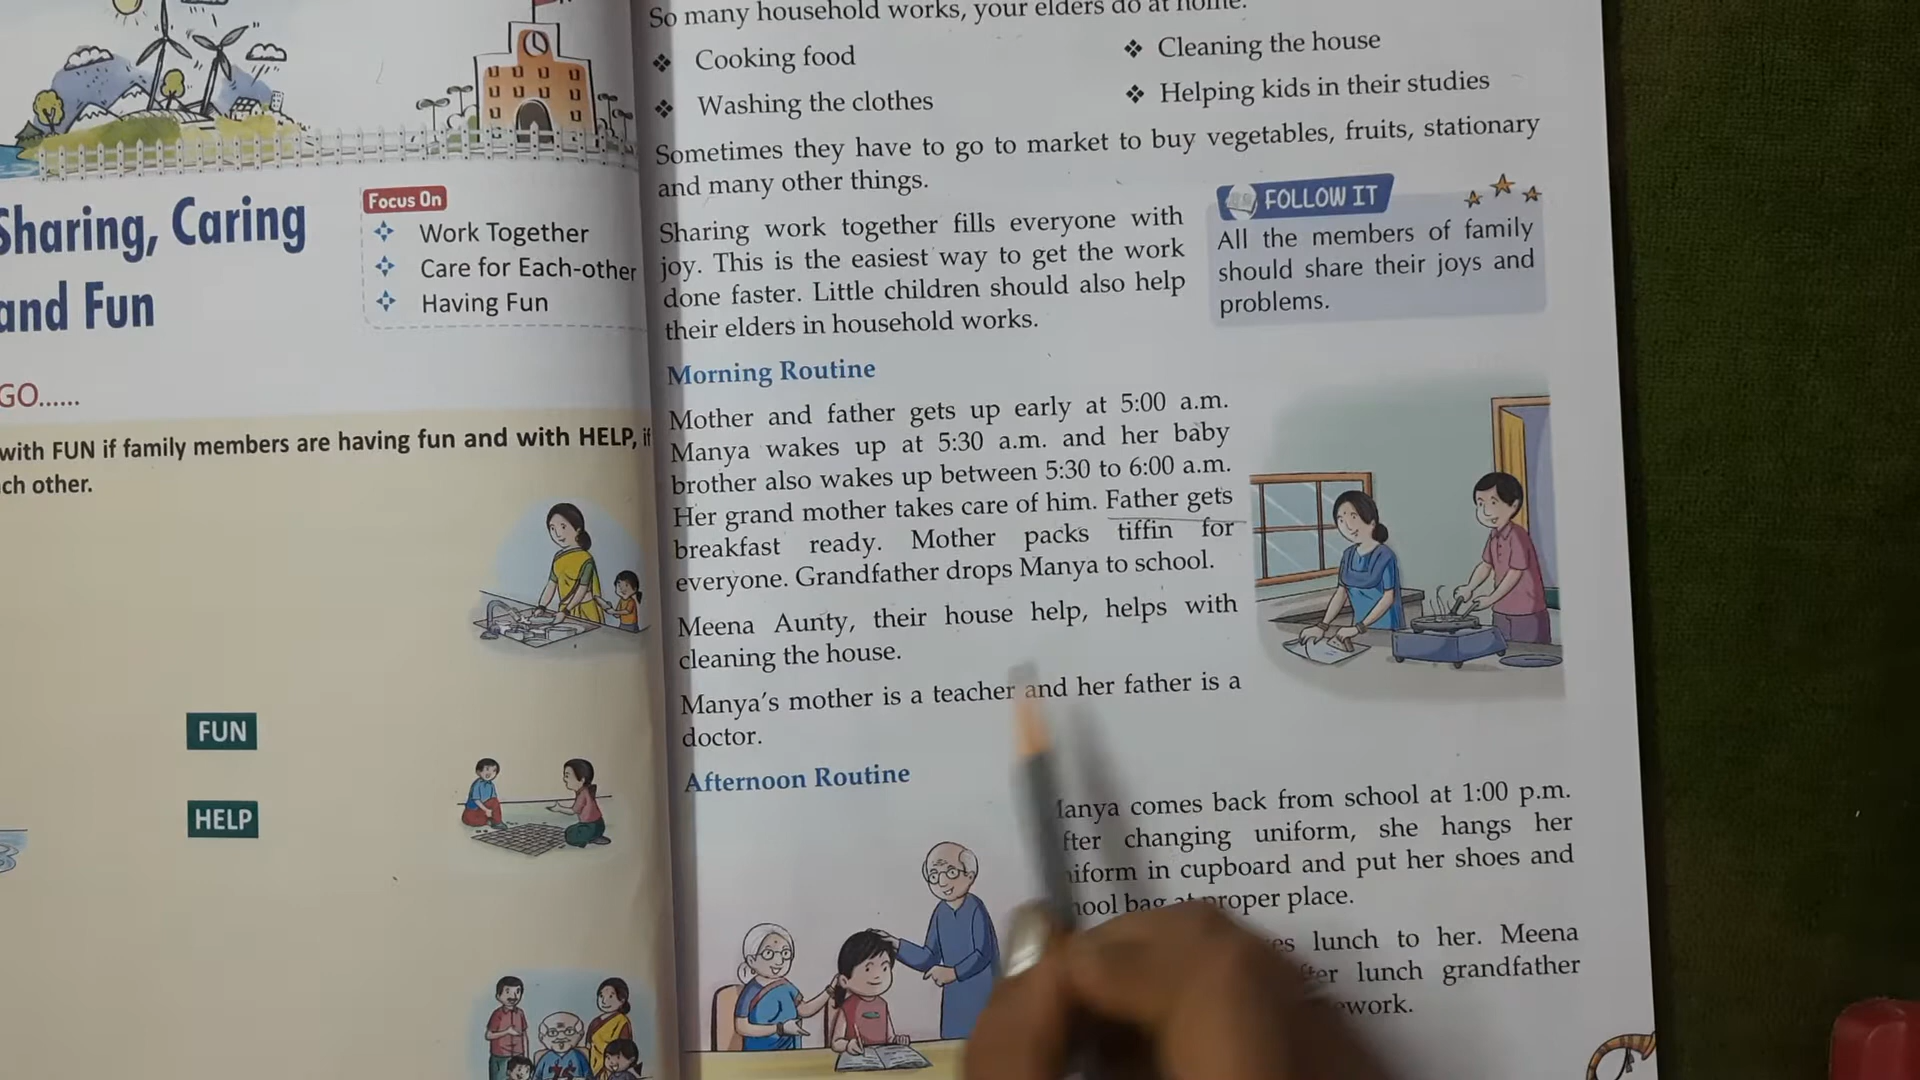 Sharing, Caring
and Fun
Focus On
Work Together
Care for Each-other
Having Fun
GO......
with FUN if family members are having fun and with HELP, if
ch other.
FUN
HELP
So many household works, your elders do at home.
Cooking food
Cleaning the house
Washing the clothes
Helping kids in their studies
Sometimes they have to go to market to buy vegetables, fruits, stationary
and many other things.
Sharing work together fills everyone with
joy. This is the easiest way to get the work
done faster. Little children should also help
their elders in household works.
FOLLOW IT
All the members of family
should share their joys and
problems.
Morning Routine
Mother and father gets up early at 5:00 a.m.
Manya wakes up at 5:30 a.m. and her baby
brother also wakes up between 5:30 to 6:00 a.m.
Her grand mother takes care of him. Father gets
breakfast ready. Mother packs tiffin for
everyone. Grandfather drops Manya to school.
Meena Aunty, their house help, helps with
cleaning the house.
Manya's mother is a teacher and her father is a
doctor.
Afternoon Routine
Manya comes back from school at 1:00 p.m.
fter changing uniform, she hangs her
niform in cupboard and put her shoes and
hool bag at proper place.
es lunch to her. Meena
fter lunch grandfather
work.